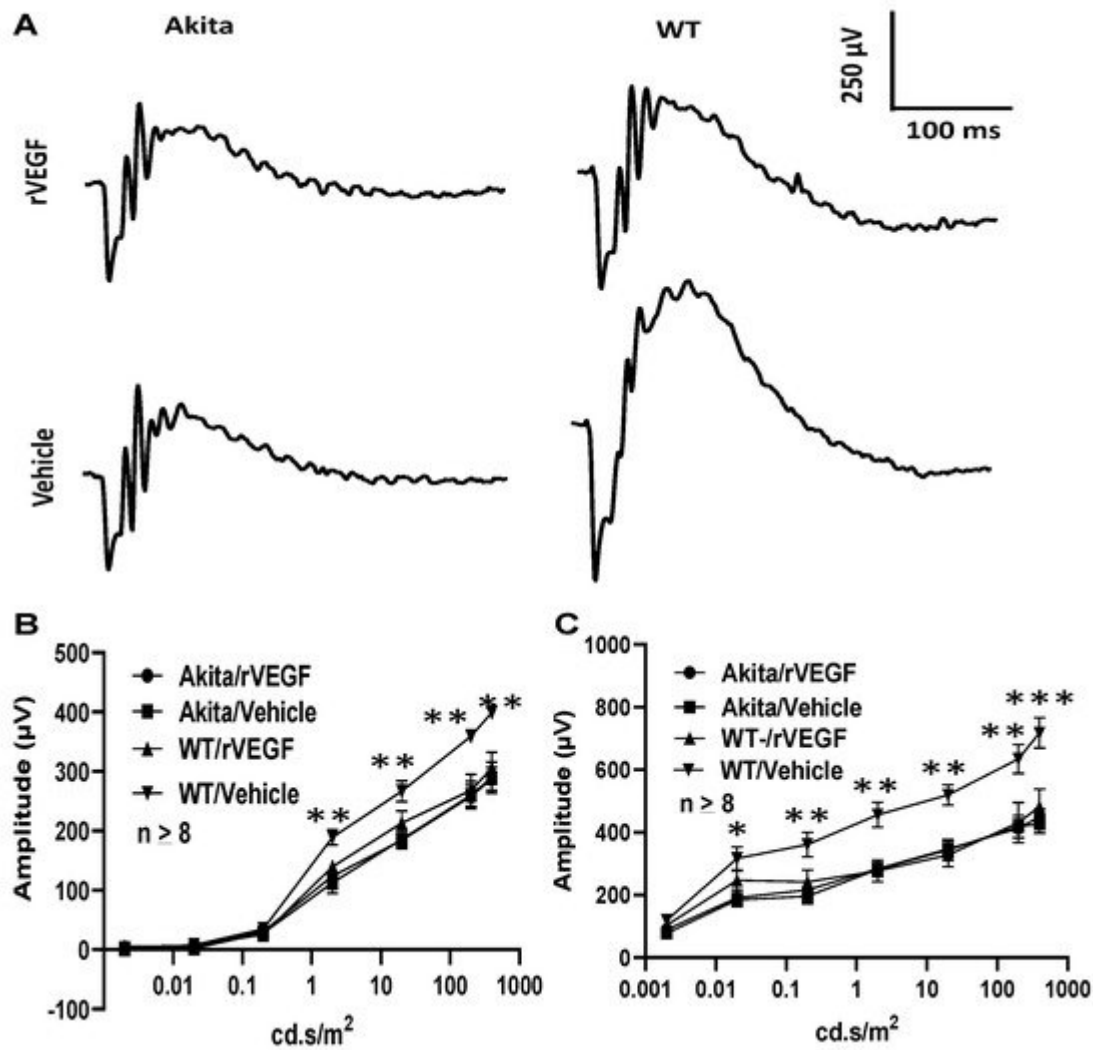 A
Akita
WT
250 µV
100 ms
rVEGF
Vehicle
B
Amplitude (µV)
500
400
300
200
100
0
-100
Akita/rVEGF
Akita/Vehicle
WT/rVEGF
WT/Vehicle
n ≥ 8
**
**
**
**
0.01 0.1 1 10 100 1000
cd.s/m²
C
Amplitude (µV)
1000
800
600
400
200
0
Akita/rVEGF
Akita/Vehicle
WT-/rVEGF
WT/Vehicle
n ≥ 8
*
**
**
**
**
***
0.001 0.01 0.1 1 10 100 1000
cd.s/m²